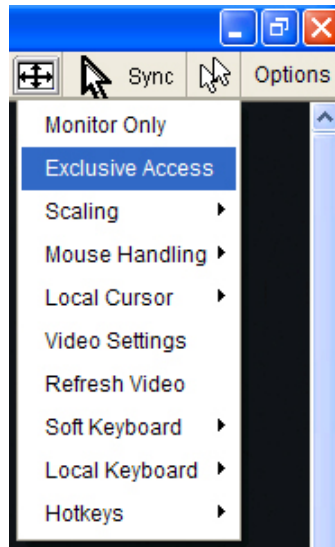 Sync Options
Monitor Only
Exclusive Access
Scaling
Mouse Handling
Local Cursor
Video Settings
Refresh Video
Soft Keyboard
Local Keyboard
Hotkeys